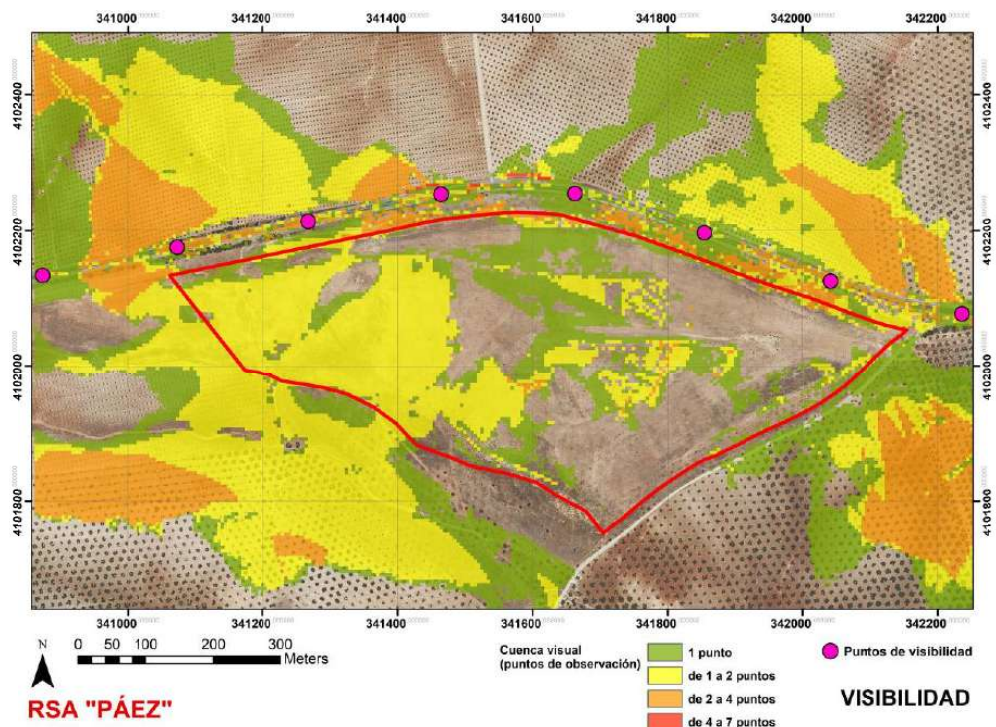 341000 341200 341400 341600 341800 342000 342200
4102400
4102200
4102000
4101800
4102400
4102200
4102000
4101800
341000 341200 341400 341600 341800 342000 342200
N
0 50 100 200 300
Meters
RSA "PÁEZ"
Cuenca visual
(puntos de observación)
1 punto
de 1 a 2 puntos
de 2 a 4 puntos
de 4 a 7 puntos
Puntos de visibilidad
VISIBILIDAD